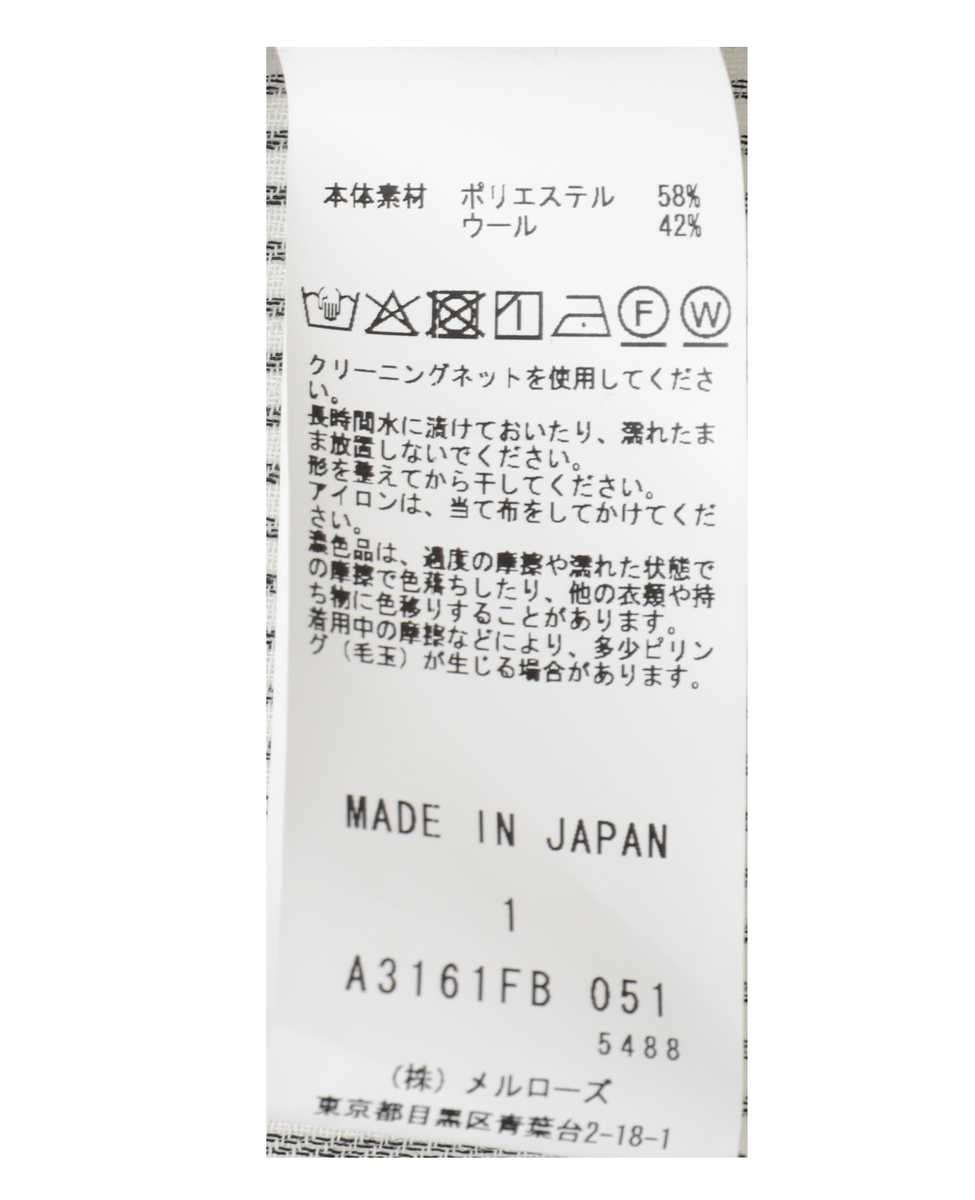 本体素材 ポリエステル 58%
ウール 42%
F W
クリーニングネットを使用してくださ
い。
長時間水に漬けておいたり、濡れたま
ま放置しないでください。
形を整えてから干してください。
アイロンは、当て布をしてかけてくだ
さい。
濃色品は、過度の摩擦や濡れた状態で
の摩擦で色落ちしたり、他の衣類や持
ち物に色移りすることがあります。
着用中の摩擦などにより、多少ピリン
グ（毛玉）が生じる場合があります。
MADE IN JAPAN
1
A3161FB 051
5488
（株）メルローズ
東京都目黒区青葉台2-18-1